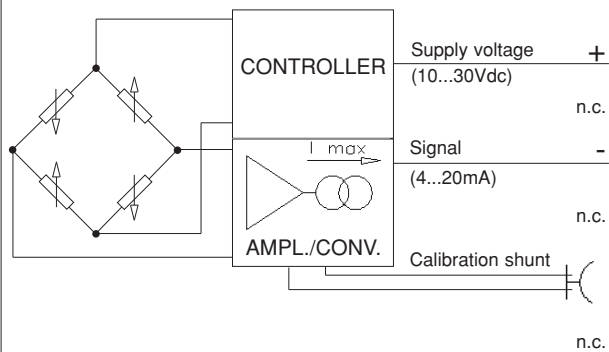 CONTROLLER
Supply voltage +
(10...30Vdc)
n.c.
I max
Signal -
(4...20mA)
n.c.
AMPL./CONV.
Calibration shunt
n.c.